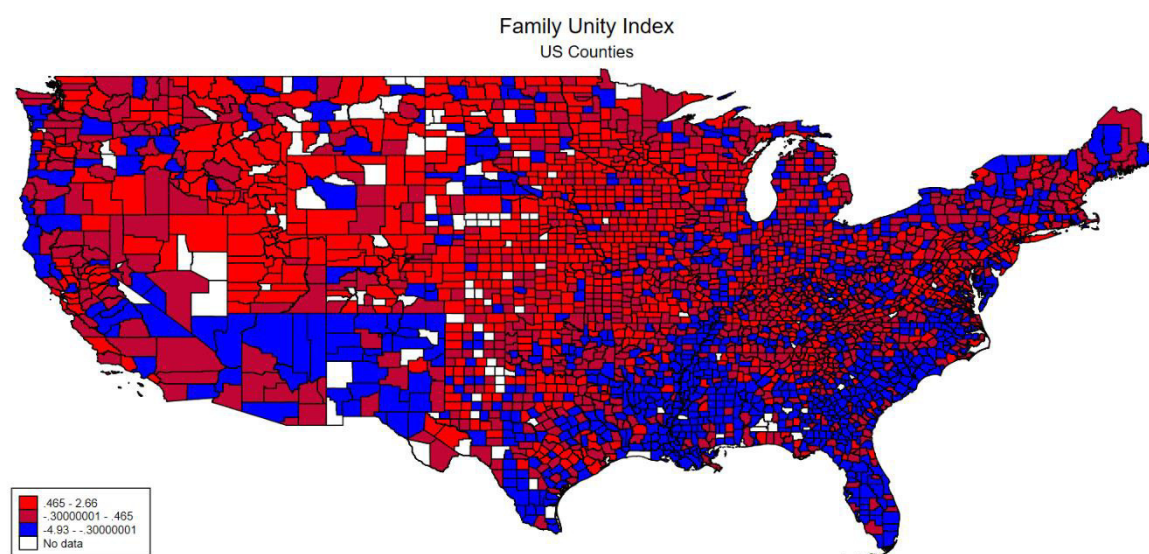 Family Unity Index
US Counties
.465 - 2.66
-.30000001 - .465
-4.93 - -.30000001
No data